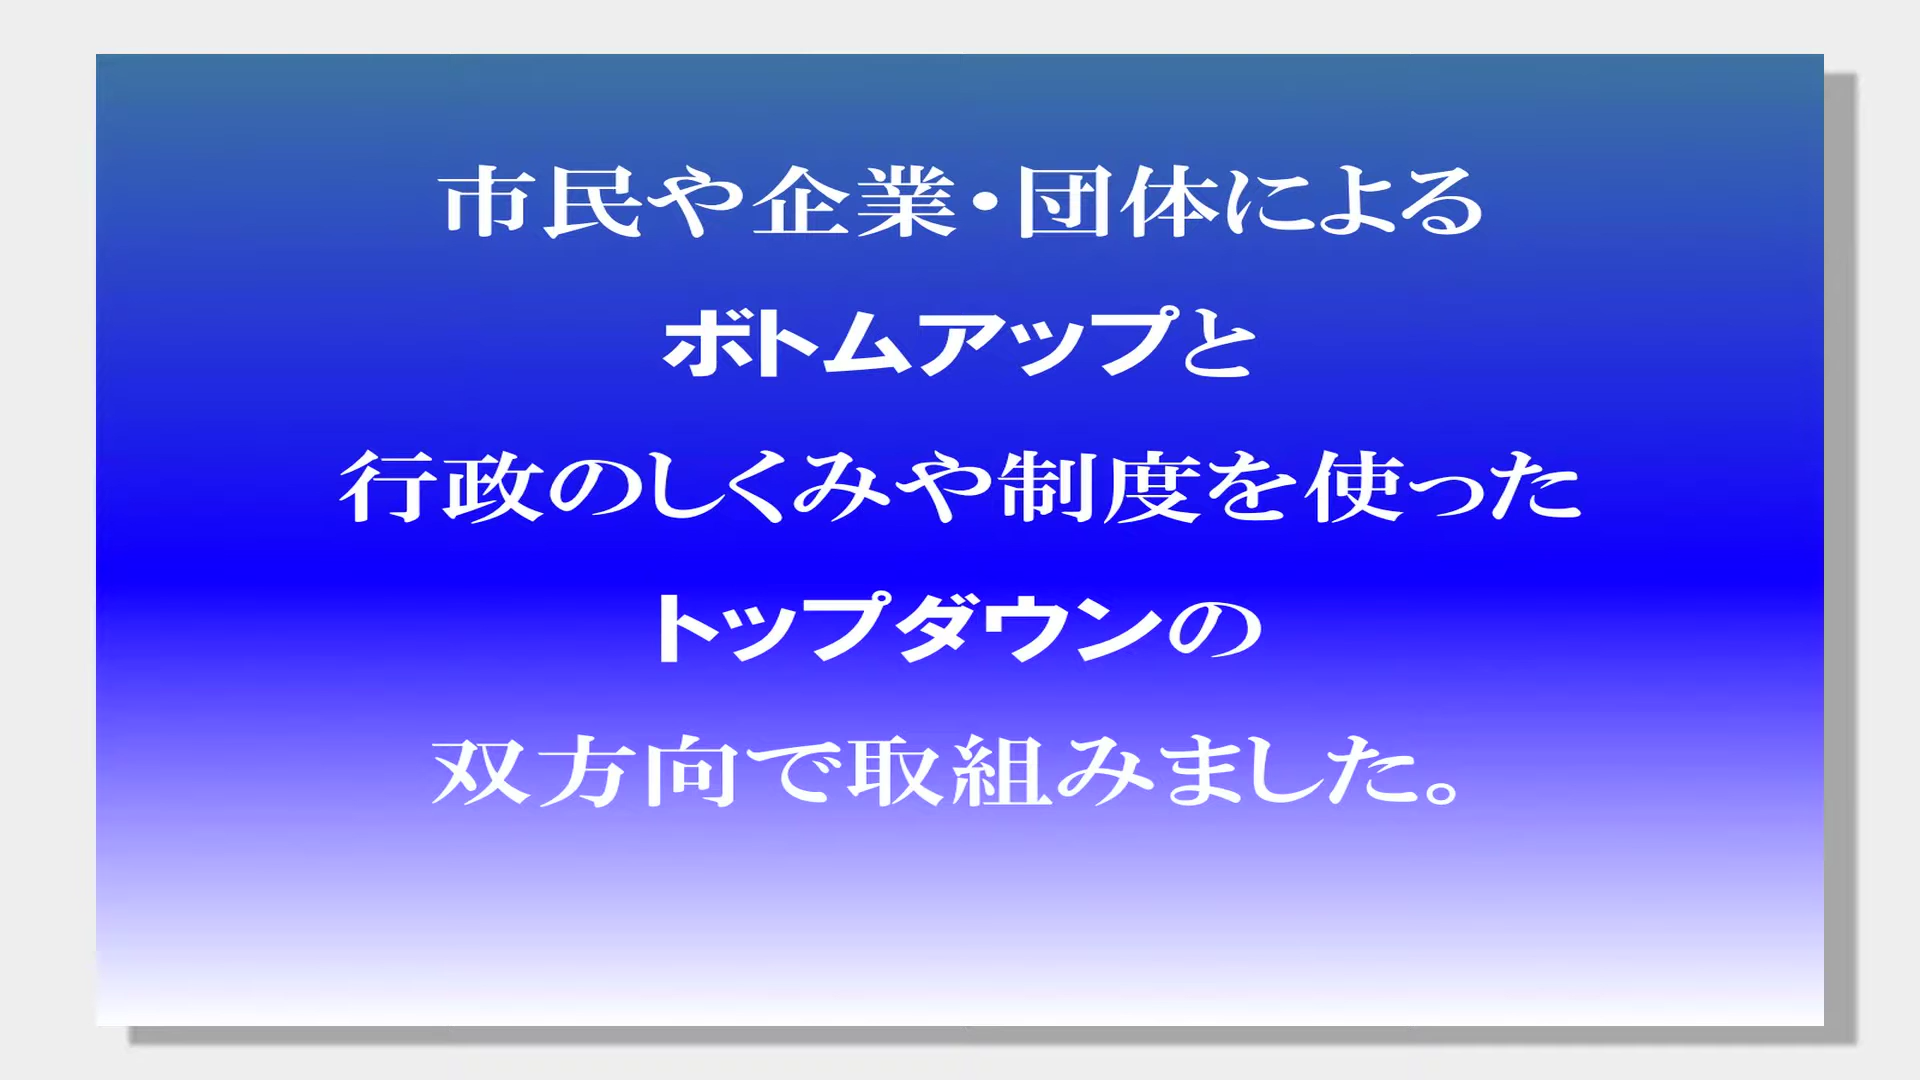 市民や企業・団体による
ボトムアップと
行政のしくみや制度を使った
トップダウンの
双方向で取組みました。